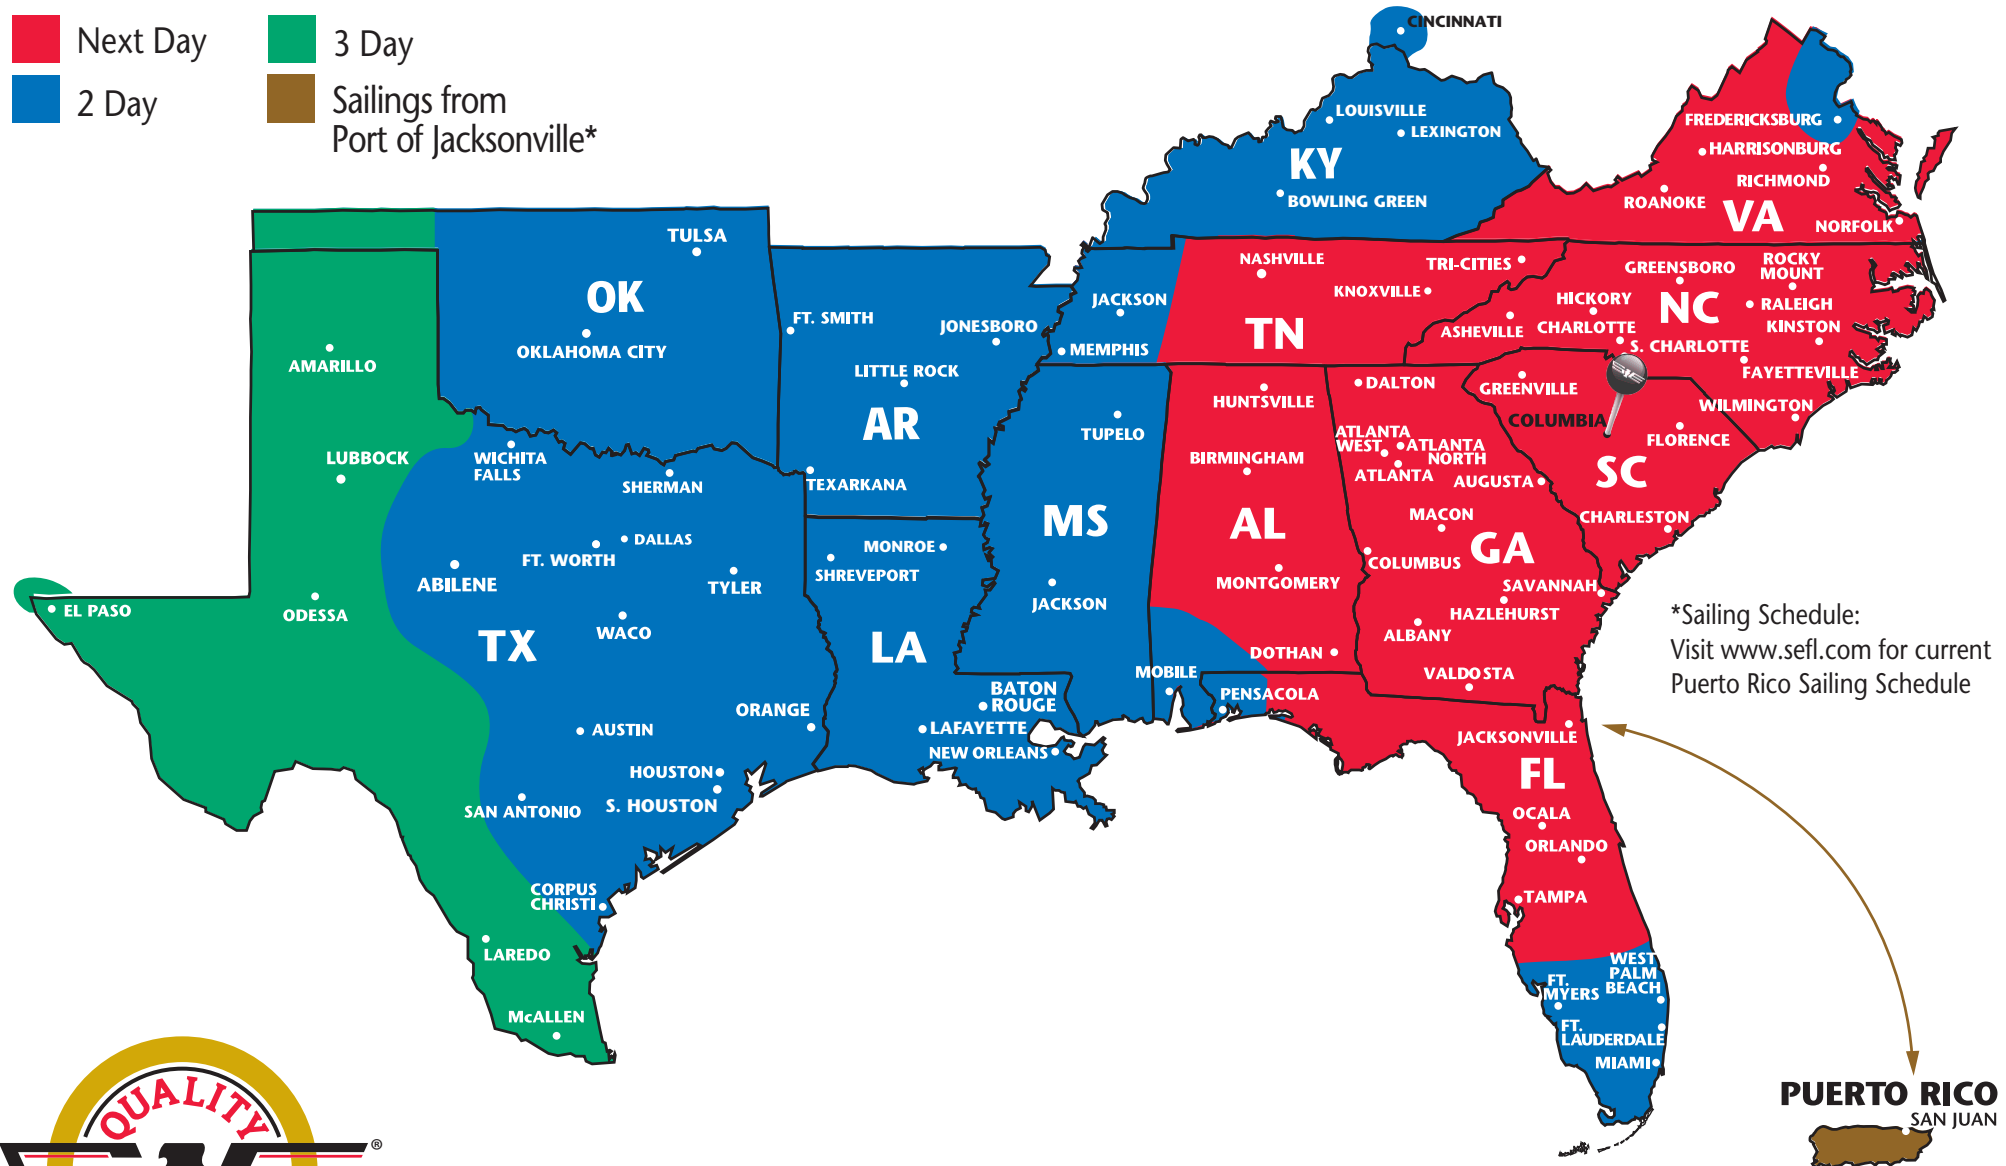 Next Day
2 Day
3 Day
Sailings from
Port of Jacksonville*
CINCINNATI
LOUISVILLE
LEXINGTON
KY
BOWLING GREEN
FREDERICKSBURG
HARRISONBURG
RICHMOND
ROANOKE
VA
NORFOLK
TULSA
OK
OKLAHOMA CITY
FT. SMITH
JONESBORO
LITTLE ROCK
AR
TEXARKANA
JACKSON
MEMPHIS
NASHVILLE
TRI-CITIES
KNOXVILLE
TN
GREENSBORO
ROCKY
MOUNT
HICKORY
NC
RALEIGH
ASHEVILLE
CHARLOTTE
KINSTON
S. CHARLOTTE
FAYETTEVILLE
WILMINGTON
GREENVILLE
COLUMBIA
FLORENCE
SC
CHARLESTON
AMARILLO
LUBBOCK
WICHITA
FALLS
SHERMAN
DALLAS
FT. WORTH
ABILENE
TYLER
EL PASO
ODESSA
WACO
TX
AUSTIN
ORANGE
HOUSTON
S. HOUSTON
SAN ANTONIO
CORPUS
CHRISTI
LAREDO
McALLEN
MONROE
SHREVEPORT
LA
BATON
ROUGE
LAFAYETTE
NEW ORLEANS
TUPELO
MS
JACKSON
HUNTSVILLE
BIRMINGHAM
AL
MONTGOMERY
DOTHAN
MOBILE
DALTON
ATLANTA
WEST
ATLANTA
NORTH
ATLANTA
AUGUSTA
MACON
GA
COLUMBUS
SAVANNAH
HAZLEHURST
ALBANY
VALDOSTA
PENSACOLA
JACKSONVILLE
FL
OCALA
ORLANDO
TAMPA
WEST
PALM
BEACH
FT.
MYERS
FT.
LAUDERDALE
MIAMI
*Sailing Schedule:
Visit www.sefl.com for current
Puerto Rico Sailing Schedule
PUERTO RICO
SAN JUAN
QUALITY
®